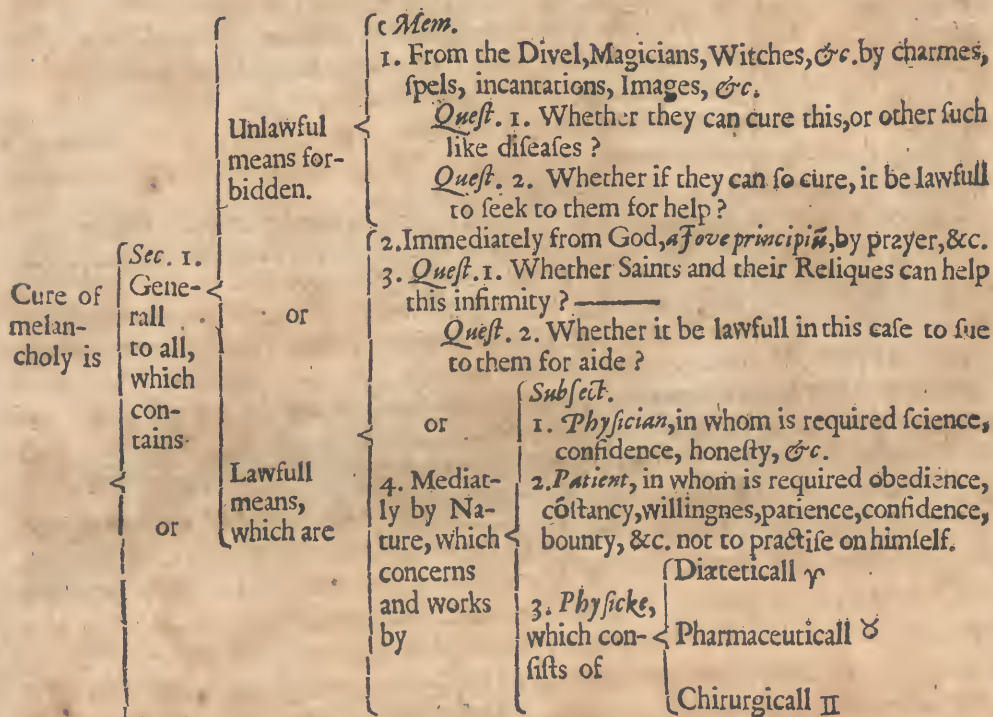 Cure of
melan-
choly is
Sec. 1.
Gene-
rall
to all,
which
con-
tains
or
Unlawful
means for-
bidden.
or
Lawfull
means,
which are
Mem.
1. From the Divel, Magicians, Witches, &c. by charmes,
ſpels, incantations, Images, &c.
Queſt. 1. Whether they can cure this, or other ſuch
like diſeaſes ?
Queſt. 2. Whether if they can ſo cure, it be lawfull
to ſeek to them for help ?
2. Immediately from God, a Jove principiū, by prayer, &c.
3. Queſt. 1. Whether Saints and their Reliques can help
this infirmity ?
Queſt. 2. Whether it be lawfull in this caſe to ſue
to them for aide ?
or
4. Mediat-
ly by Na-
ture, which
concerns
and works
by
Subſect.
1. Phyſician, in whom is required ſcience,
confidence, honeſty, &c.
2. Patient, in whom is required obedience,
cōſtancy, willingnes, patience, confidence,
bounty, &c. not to practiſe on himſelf.
3. Phyſicke,
which con-
ſiſts of
Diæteticall ♈
Pharmaceuticall ♉
Chirurgicall ♊